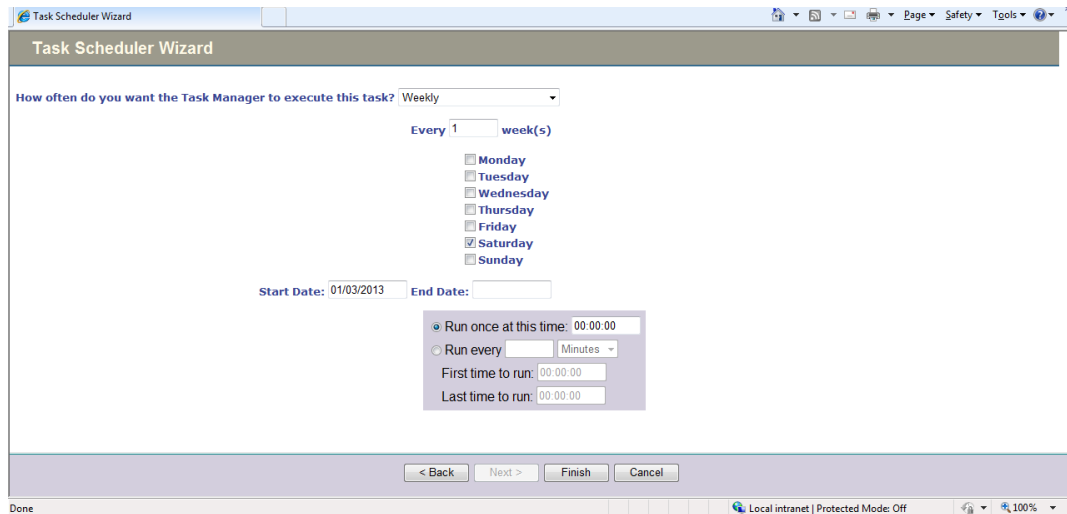 Task Scheduler Wizard
Page Safety Tools
Task Scheduler Wizard
How often do you want the Task Manager to execute this task? Weekly
Every 1 week(s)
Monday
Tuesday
Wednesday
Thursday
Friday
Saturday
Sunday
Start Date: 01/03/2013 End Date:
Run once at this time: 00:00:00
Run every Minutes
First time to run: 00:00:00
Last time to run: 00:00:00
< Back Next > Finish Cancel
Done Local intranet | Protected Mode: Off 100%